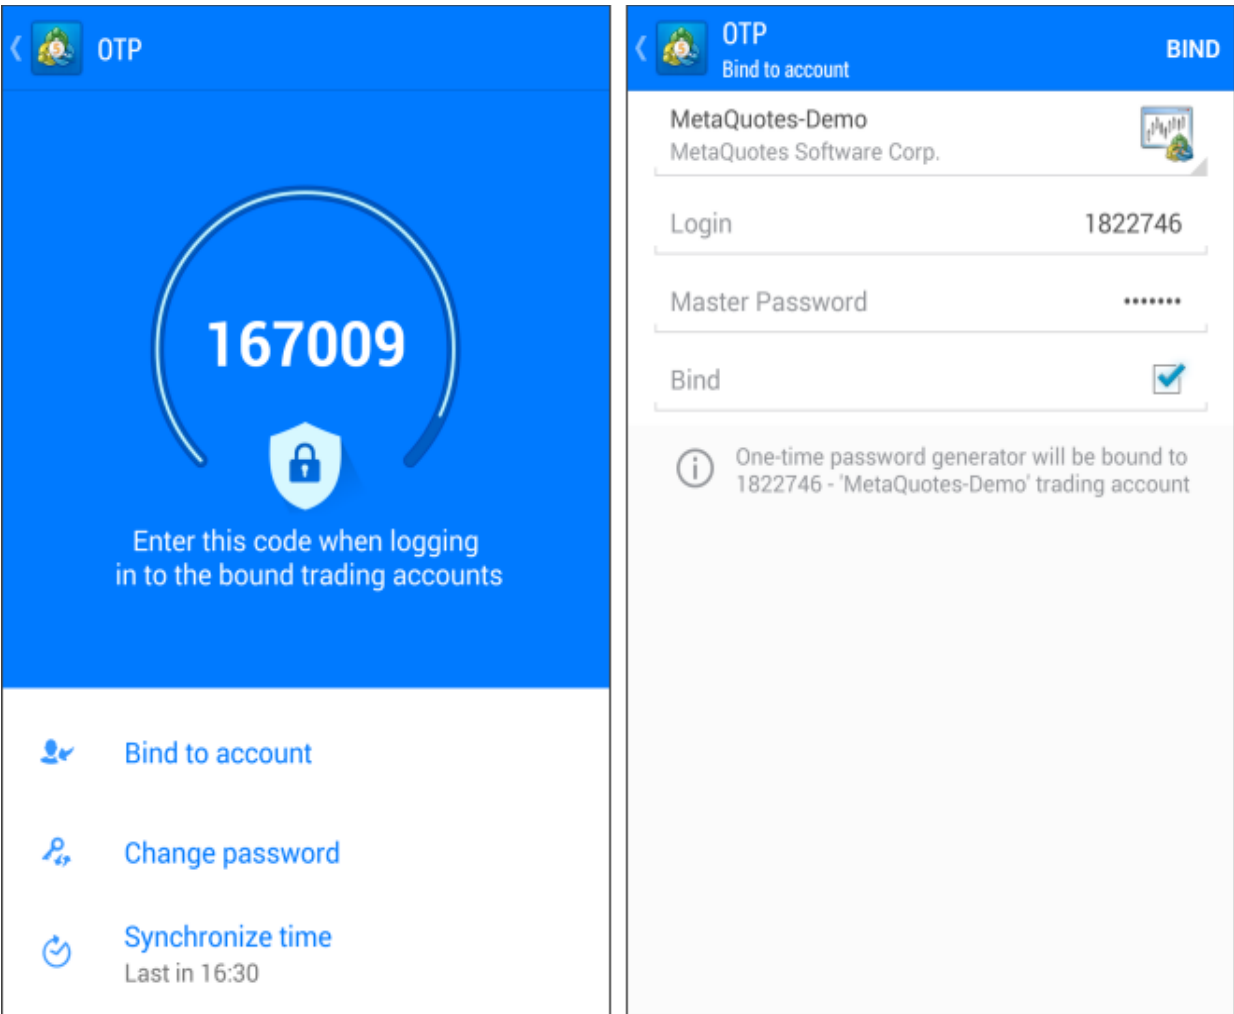 OTP
167009
Enter this code when logging
in to the bound trading accounts
Bind to account
Change password
Synchronize time
Last in 16:30
OTP
Bind to account
BIND
MetaQuotes-Demo
MetaQuotes Software Corp.
Login 1822746
Master Password •••••••
Bind
One-time password generator will be bound to
1822746 - 'MetaQuotes-Demo' trading account